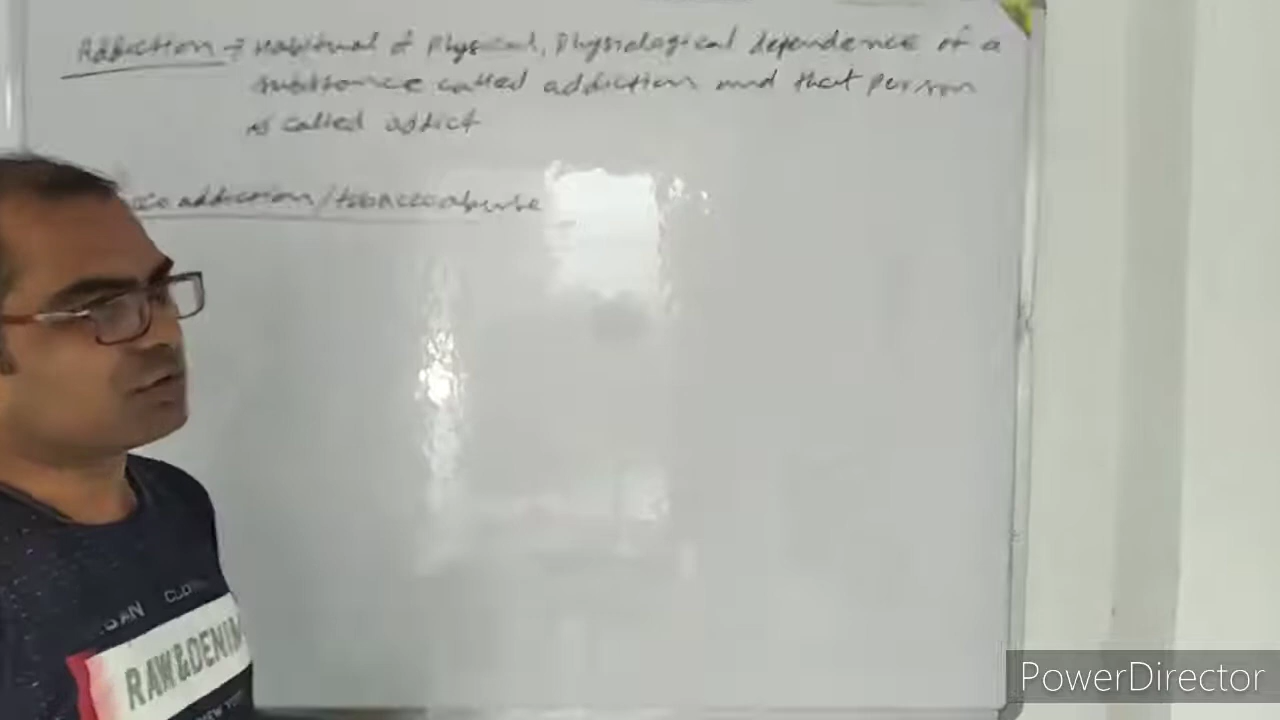 Addiction → Habitual of physical, physiological dependence of a
substance called addiction and that person
is called addict
addiction/tobacco abuse
RAW&DENIM
PowerDirector